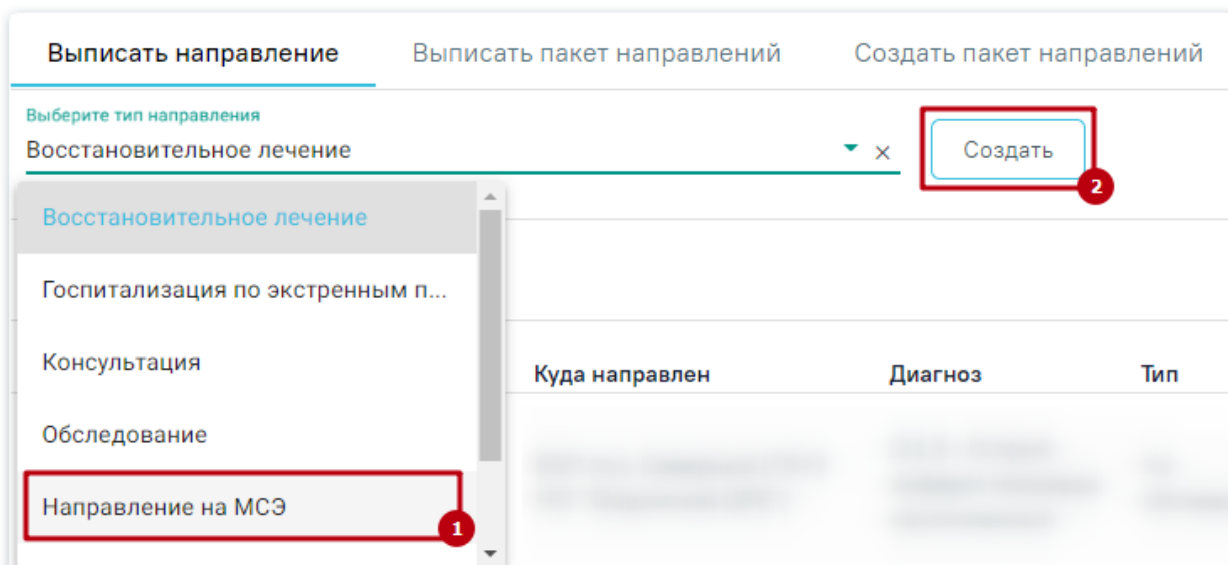 Выписать направление Выписать пакет направлений Создать пакет направлений
Выберите тип направления
Восстановительное лечение
Создать
2
Восстановительное лечение
Госпитализация по экстренным п...
Консультация
Обследование
Направление на МСЭ
1
Куда направлен Диагноз Тип